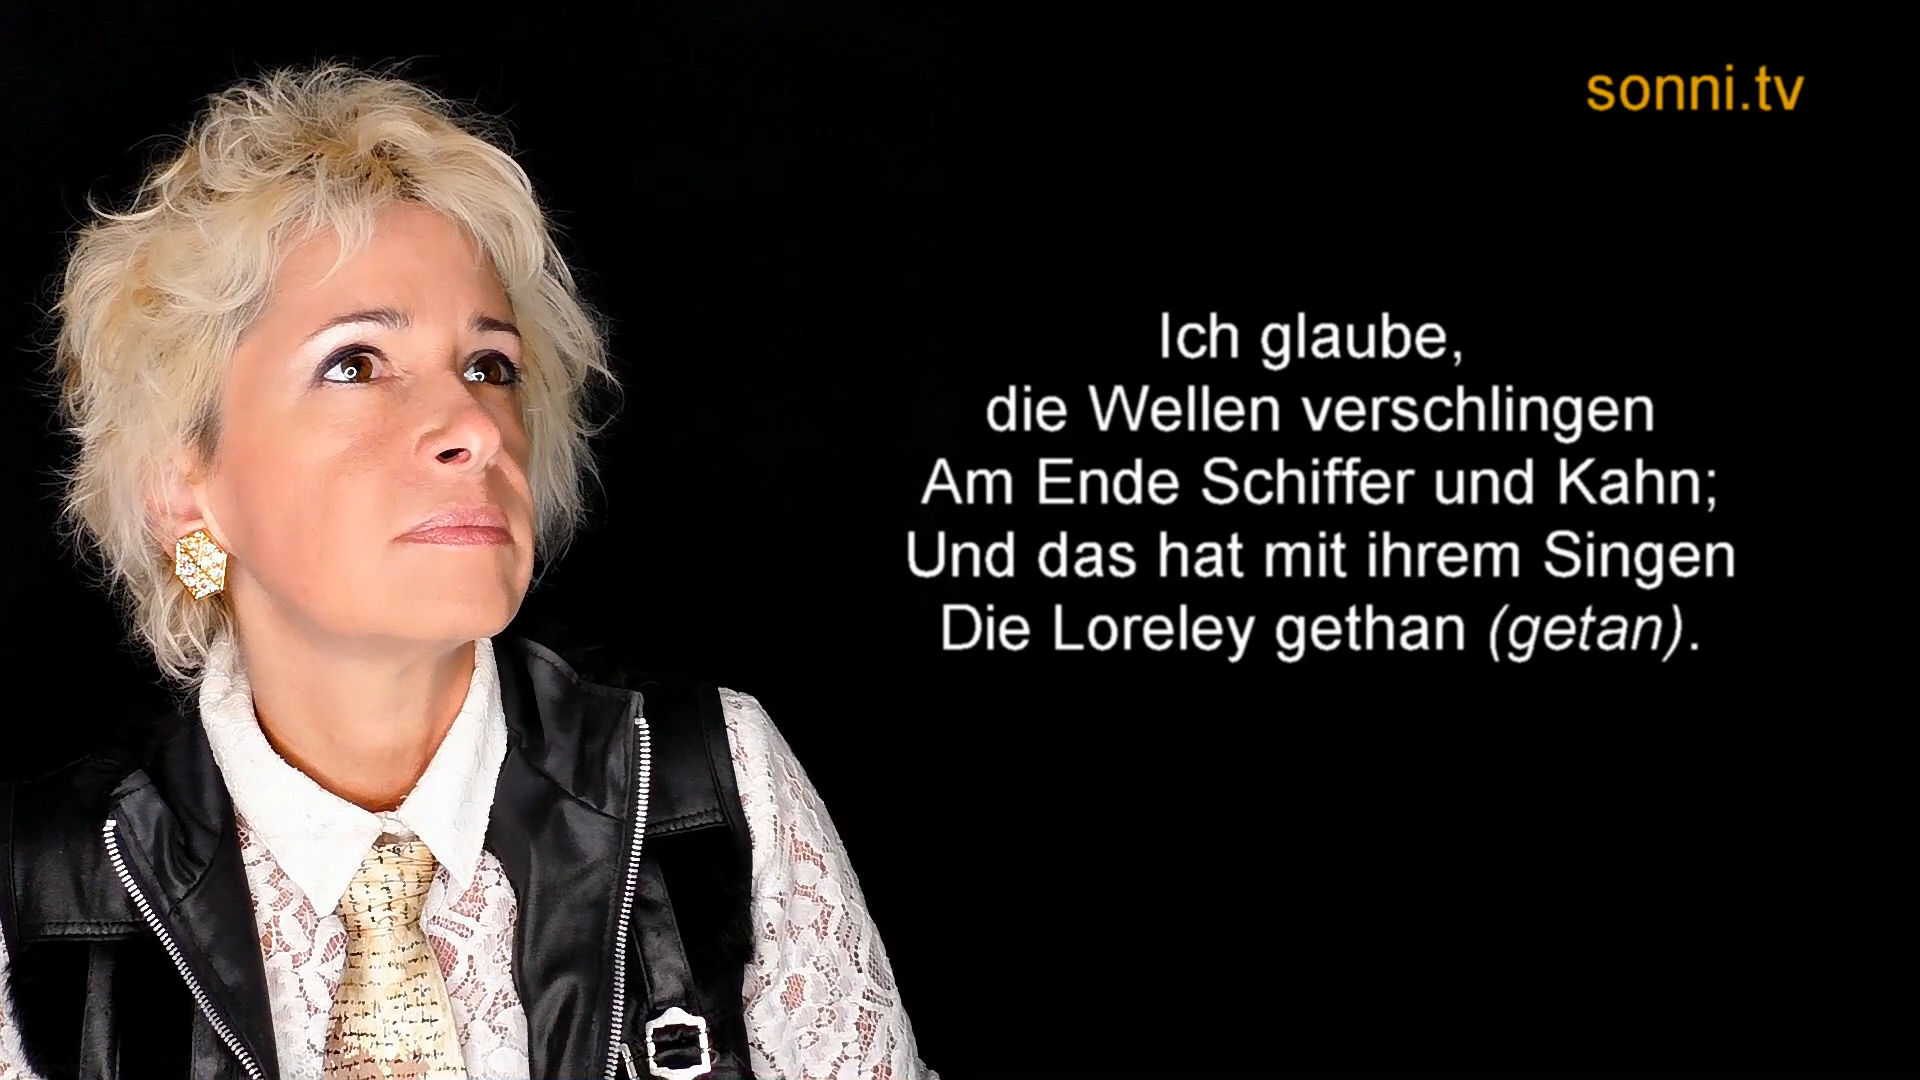 sonni.tv
Ich glaube,
die Wellen verschlingen
Am Ende Schiffer und Kahn;
Und das hat mit ihrem Singen
Die Loreley gethan (getan).